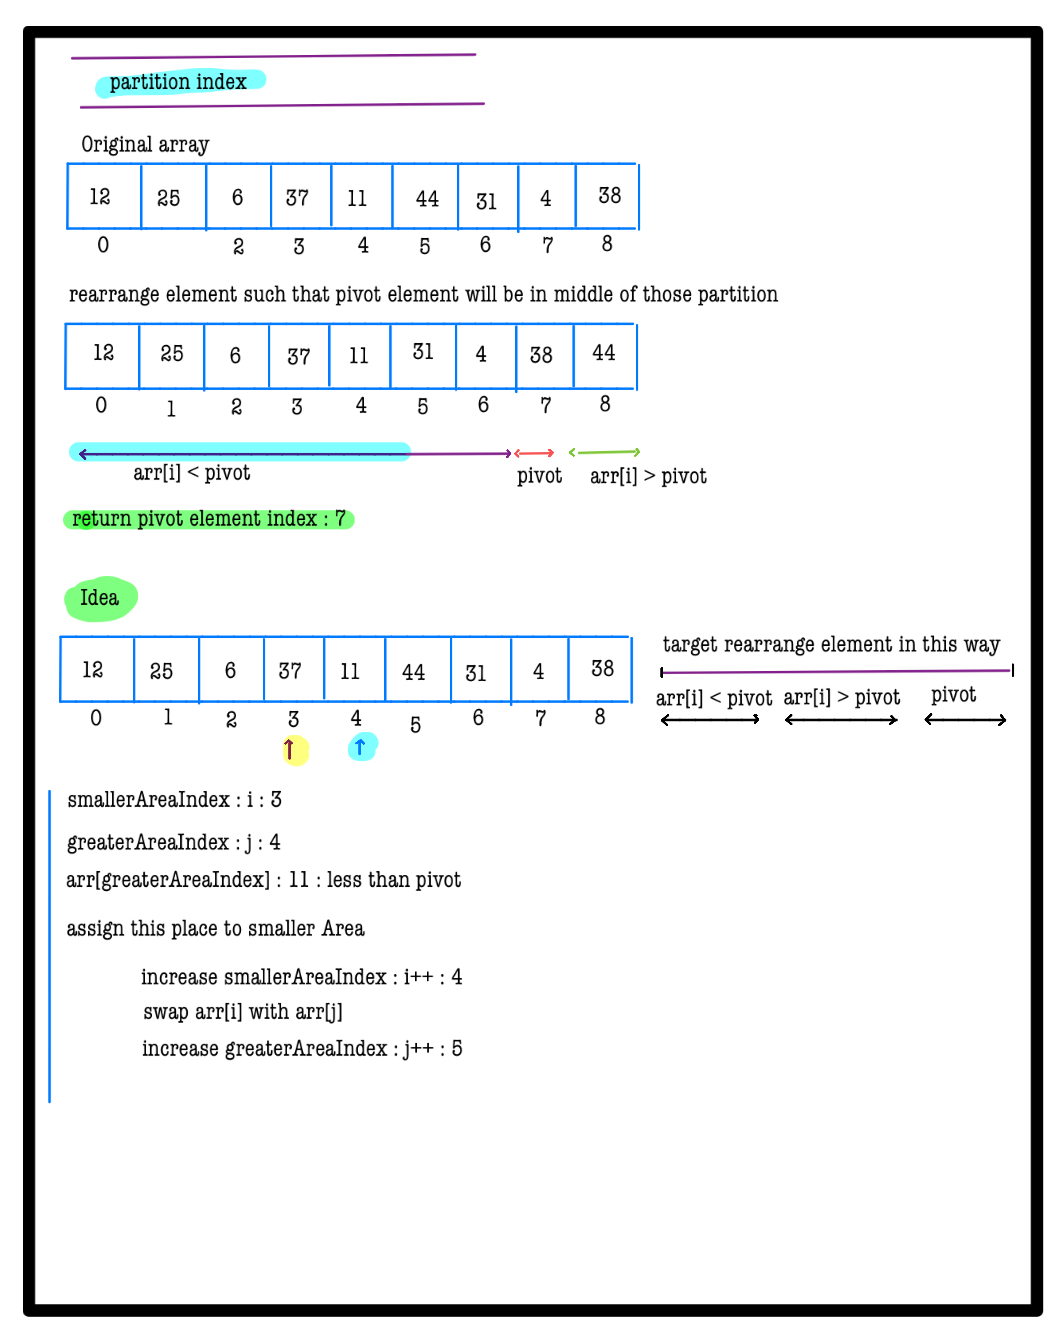 partition index
Original array
12 25 6 37 11 44 31 4 38
0 2 3 4 5 6 7 8
rearrange element such that pivot element will be in middle of those partition
12 25 6 37 11 31 4 38 44
0 1 2 3 4 5 6 7 8
arr[i] < pivot pivot arr[i] > pivot
return pivot element index : 7
Idea
12 25 6 37 11 44 31 4 38
0 1 2 3 4 5 6 7 8
target rearrange element in this way
arr[i] < pivot arr[i] > pivot pivot
smallerAreaIndex : i : 3
greaterAreaIndex : j : 4
arr[greaterAreaIndex] : 11 : less than pivot
assign this place to smaller Area
increase smallerAreaIndex : i++ : 4
swap arr[i] with arr[j]
increase greaterAreaIndex : j++ : 5